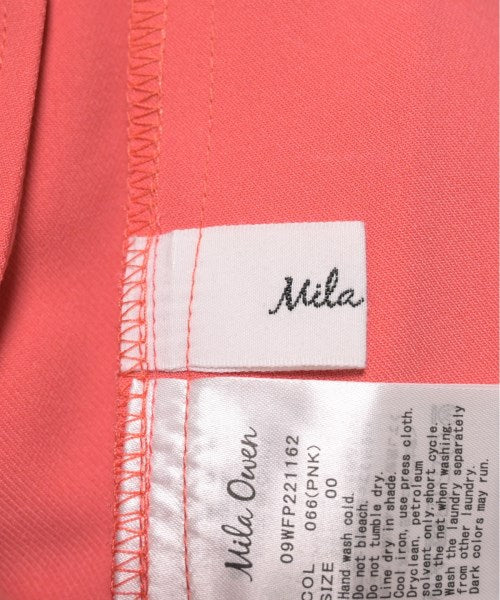 Mila
Mila Owen
09WFP221162
COL 066(PNK)
SIZE 00
Hand wash cold.
Do not bleach.
Do not tumble dry.
Line dry in shade.
Cool iron, use press cloth.
Dryclean, petroleum
solvent only,short cycle.
Use the net when washing.
Wash the laundry separately
from other laundry.
Dark colors may run.